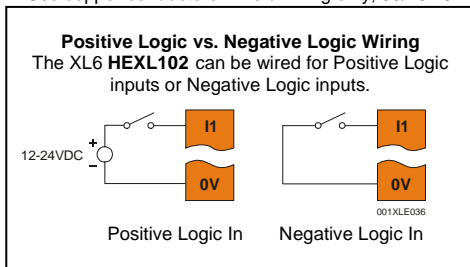 Positive Logic vs. Negative Logic Wiring
The XL6 HEXL102 can be wired for Positive Logic
inputs or Negative Logic inputs.
I1
I1
+
12-24VDC
−
0V
0V
001XLE036
Positive Logic In
Negative Logic In